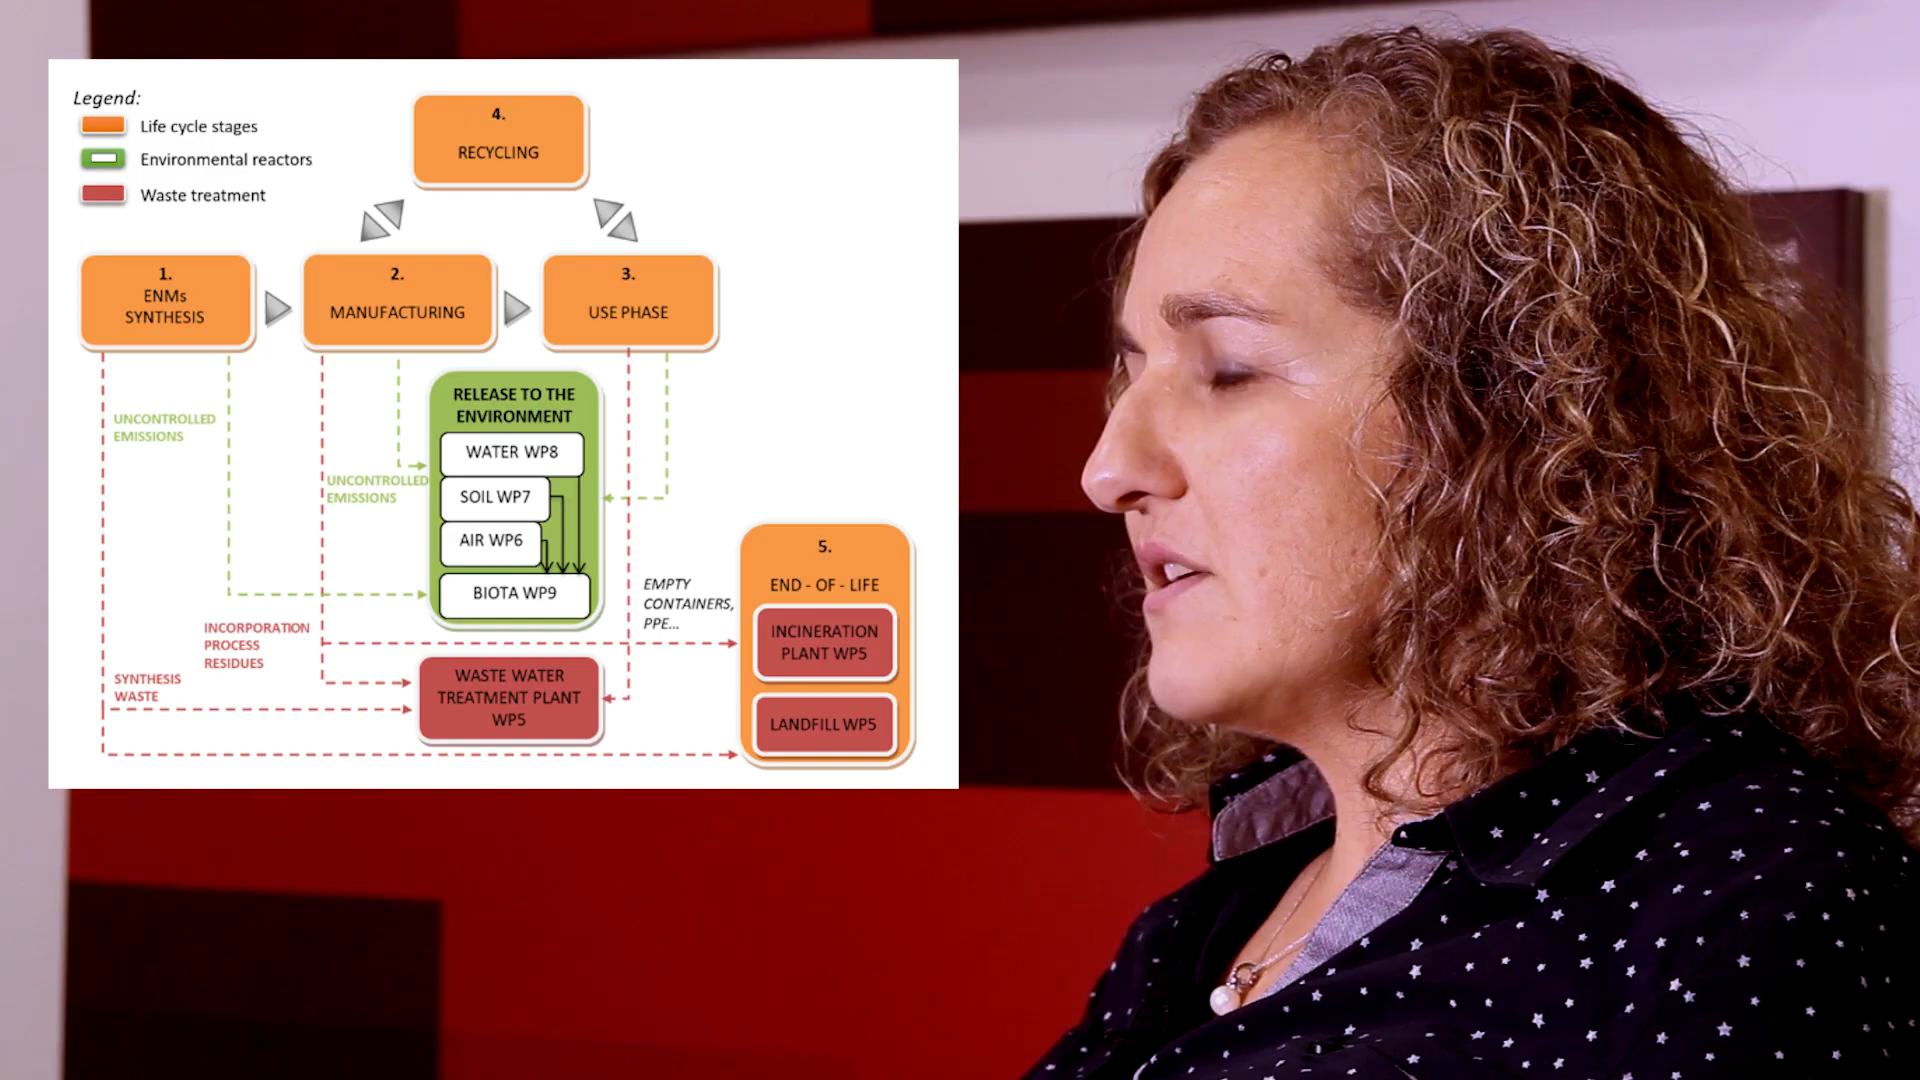 Legend:
Life cycle stages
Environmental reactors
Waste treatment
4.
RECYCLING
1.
ENMs
SYNTHESIS
2.
MANUFACTURING
3.
USE PHASE
UNCONTROLLED
EMISSIONS
RELEASE TO THE
ENVIRONMENT
WATER WP8
SOIL WP7
AIR WP6
BIOTA WP9
UNCONTROLLED
EMISSIONS
EMPTY
CONTAINERS,
PPE...
INCORPORATION
PROCESS
RESIDUES
SYNTHESIS
WASTE
WASTE WATER
TREATMENT PLANT
WP5
5.
END - OF - LIFE
INCINERATION
PLANT WP5
LANDFILL WP5